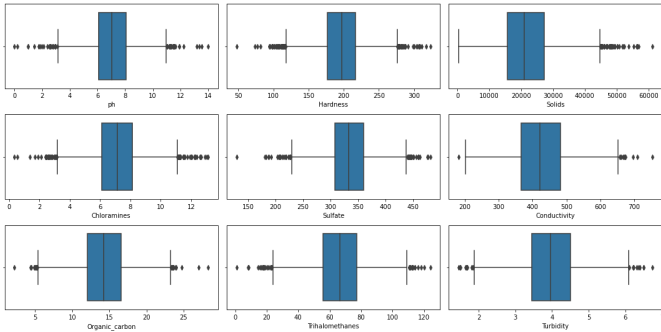 0 2 4 6 8 10 12 14
ph
50 100 150 200 250 300
Hardness
0 10000 20000 30000 40000 50000 60000
Solids
0 2 4 6 8 10 12
Chloramines
150 200 250 300 350 400 450
Sulfate
200 300 400 500 600 700
Conductivity
5 10 15 20 25
Organic_carbon
0 20 40 60 80 100 120
Trihalomethanes
2 3 4 5 6
Turbidity